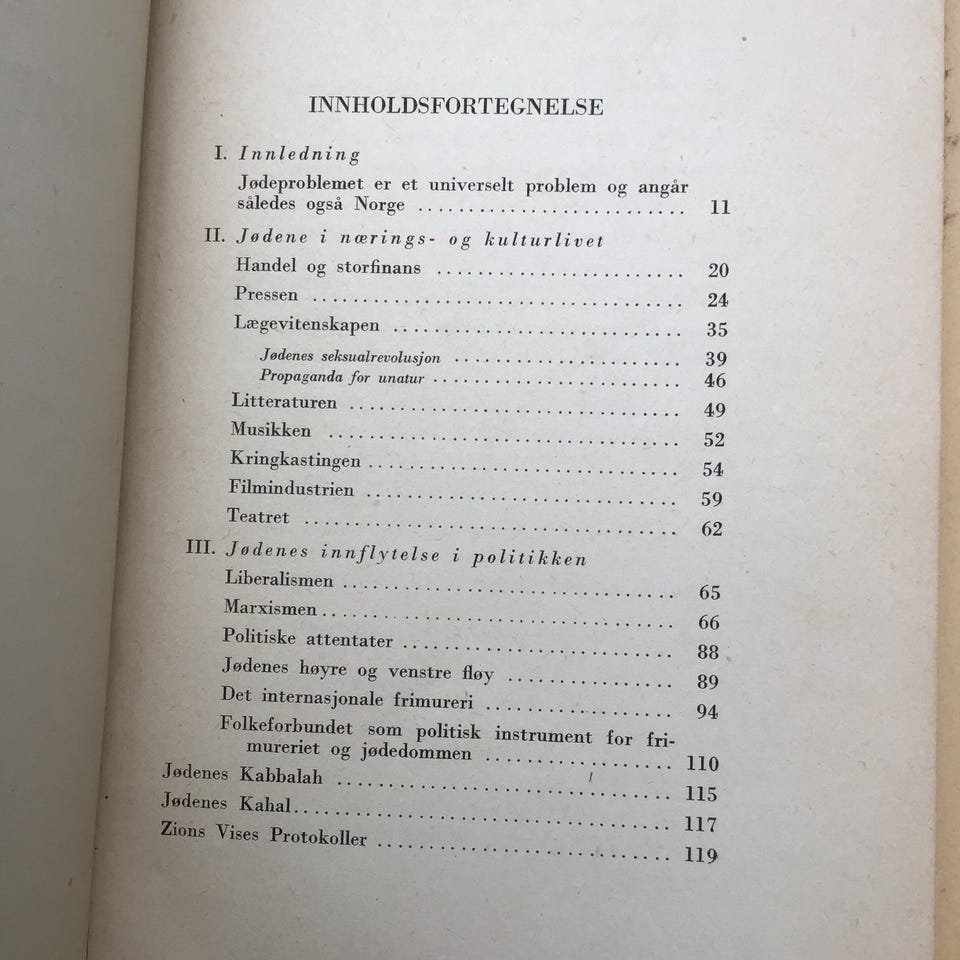 INNHOLDSFORTEGNELSE
I. Innledning
Jødeproblemet er et universelt problem og angår
således også Norge .......................... 11
II. Jødene i nærings- og kulturlivet
Handel og storfinans ........................ 20
Pressen .................................... 24
Lægevitenskapen ............................ 35
Jødenes seksualrevolusjon ...................... 39
Propaganda for unatur ........................ 46
Litteraturen ................................ 49
Musikken .................................. 52
Kringkastingen .............................. 54
Filmindustrien .............................. 59
Teatret .................................... 62
III. Jødenes innflytelse i politikken
Liberalismen ................................ 65
Marxismen .................................. 66
Politiske attentater .......................... 88
Jødenes høyre og venstre fløy ................ 89
Det internasjonale frimureri .................. 94
Folkeforbundet som politisk instrument for fri-
mureriet og jødedommen .................. 110
Jødenes Kabbalah ................................ 115
Jødenes Kahal .................................... 117
Zions Vises Protokoller ............................ 119